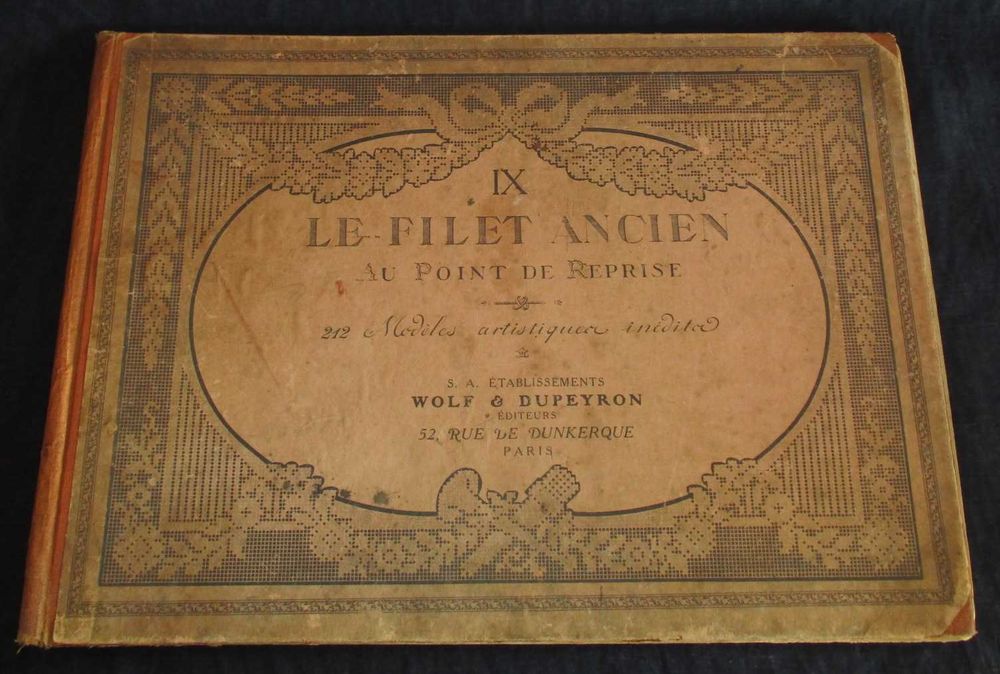 IX
LE FILET ANCIEN
AU POINT DE REPRISE
212 Modèles artistiques inédits
S. A. ÉTABLISSEMENTS
WOLF & DUPEYRON
ÉDITEURS
52, RUE DE DUNKERQUE
PARIS